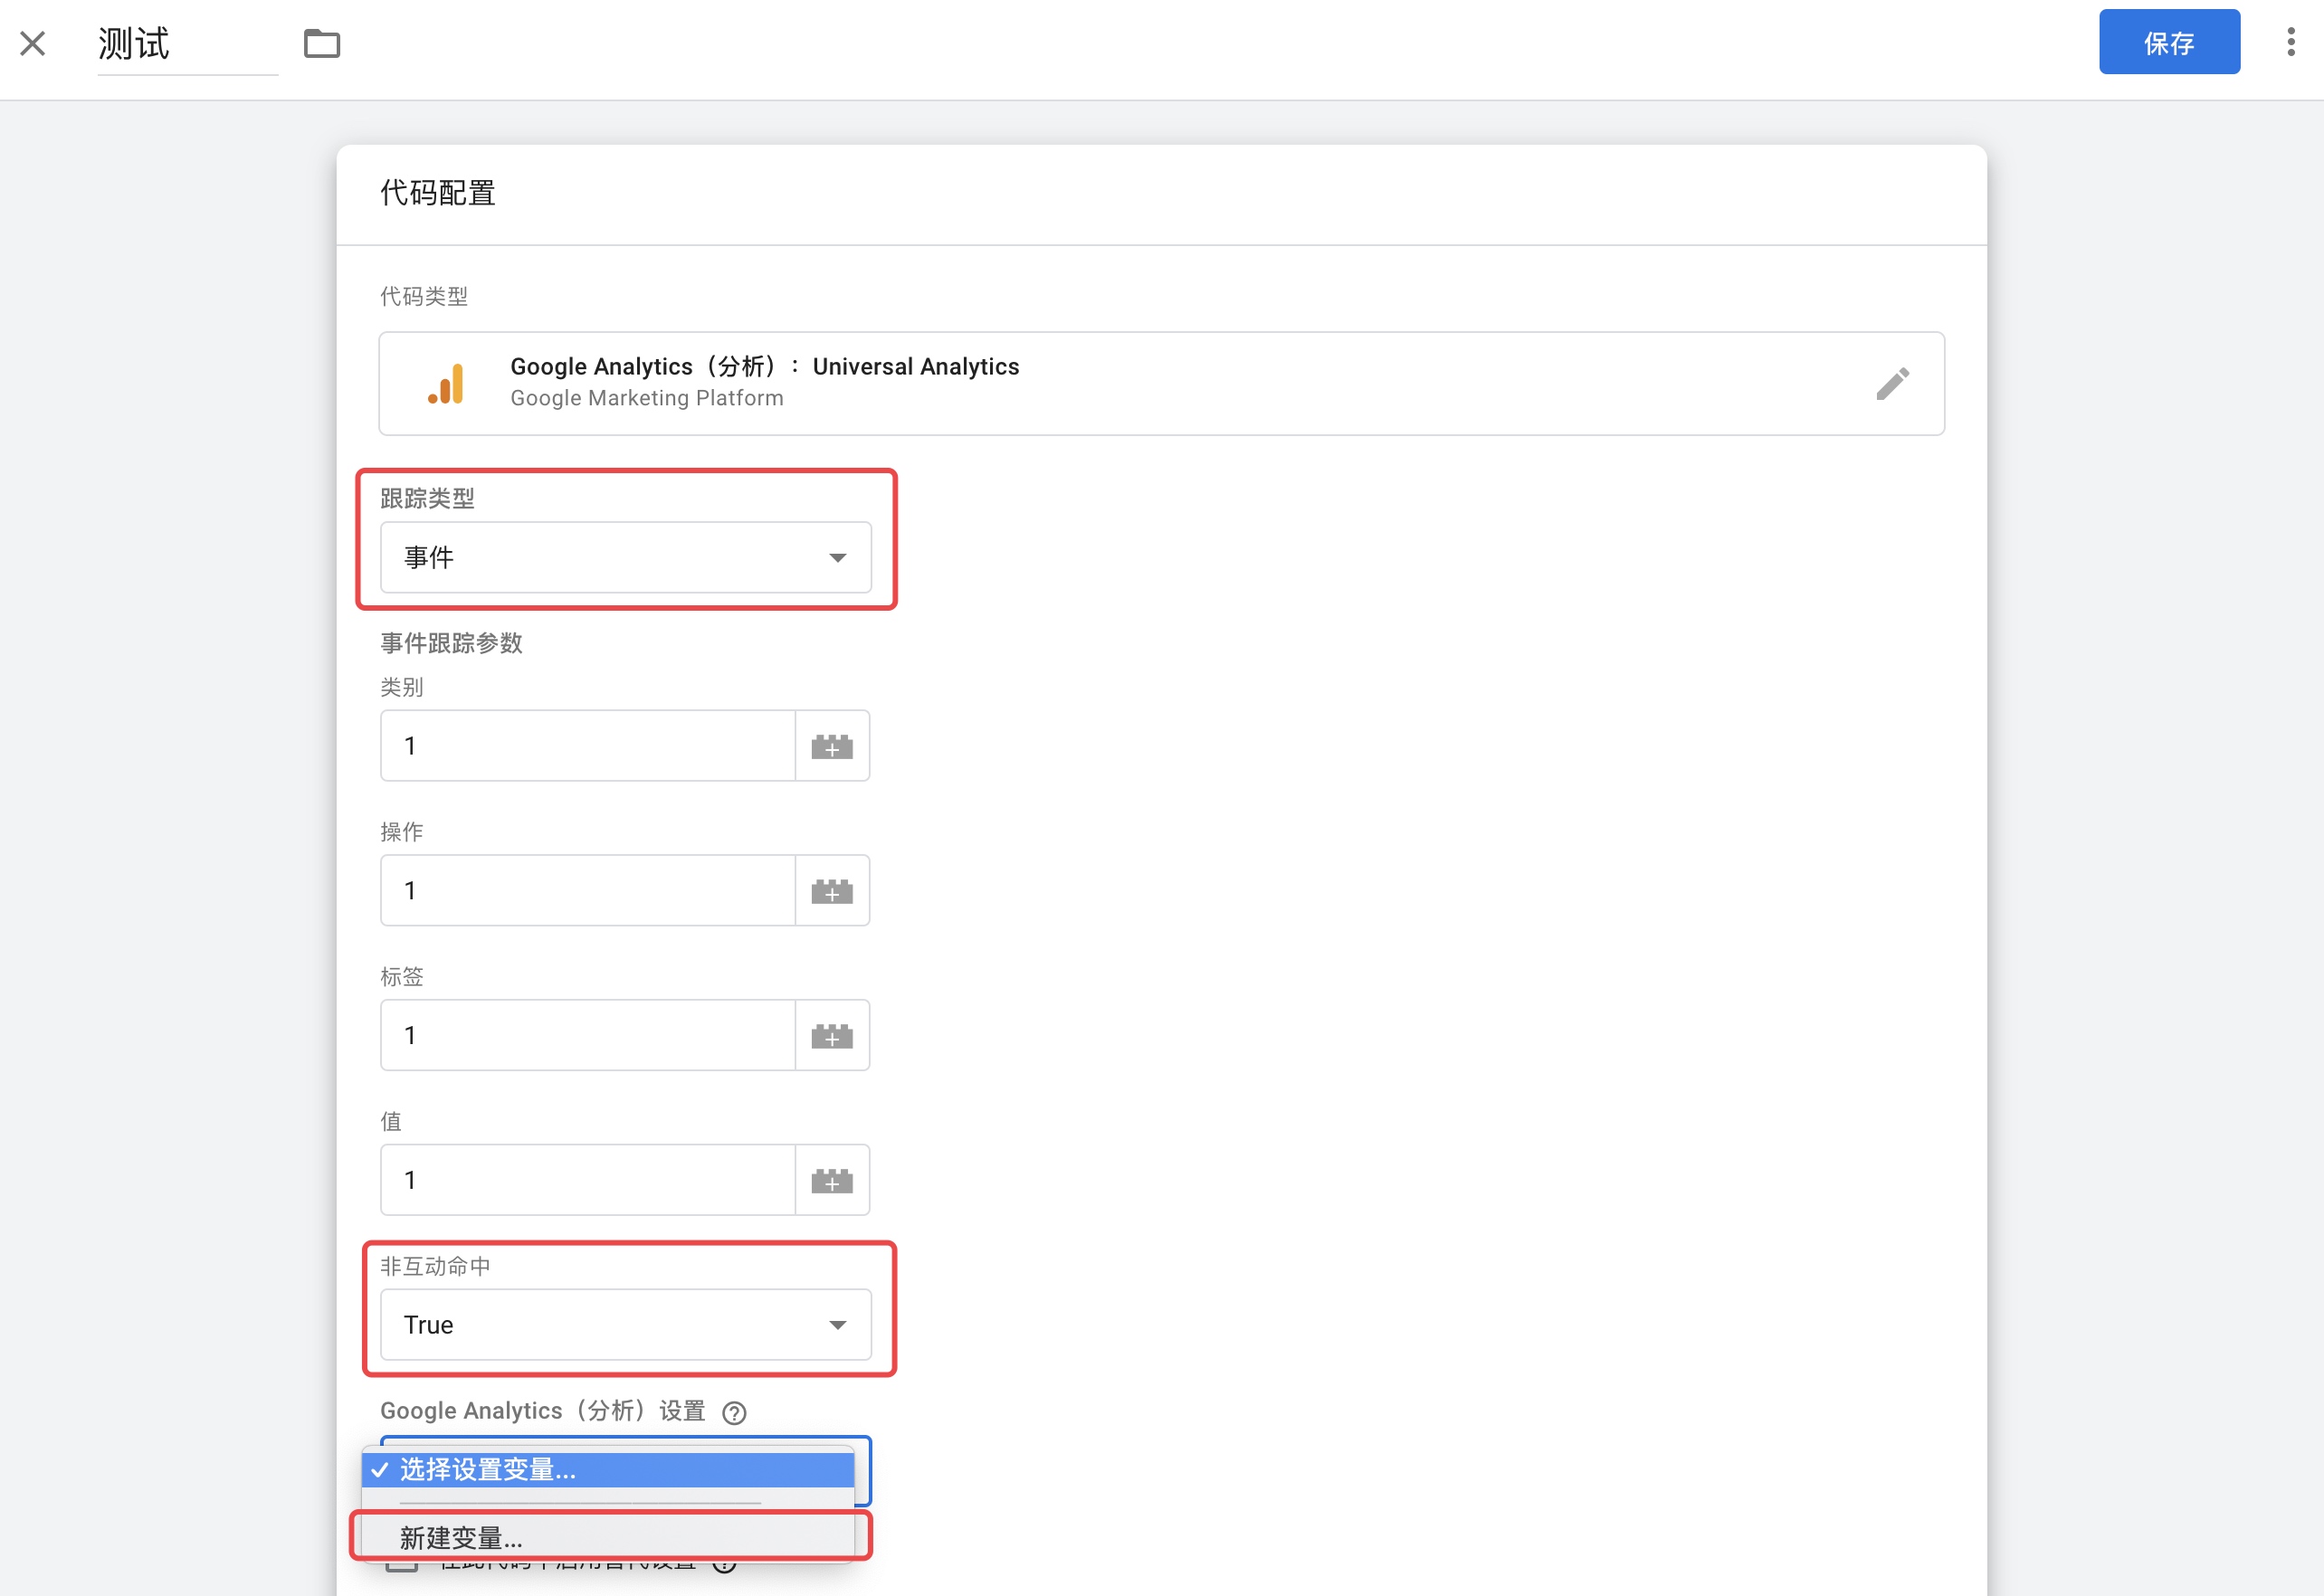 测试
保存
代码配置
代码类型
Google Analytics（分析）：Universal Analytics
Google Marketing Platform
跟踪类型
事件
事件跟踪参数
类别
1
操作
1
标签
1
值
1
非互动命中
True
Google Analytics（分析）设置
选择设置变量...
新建变量...